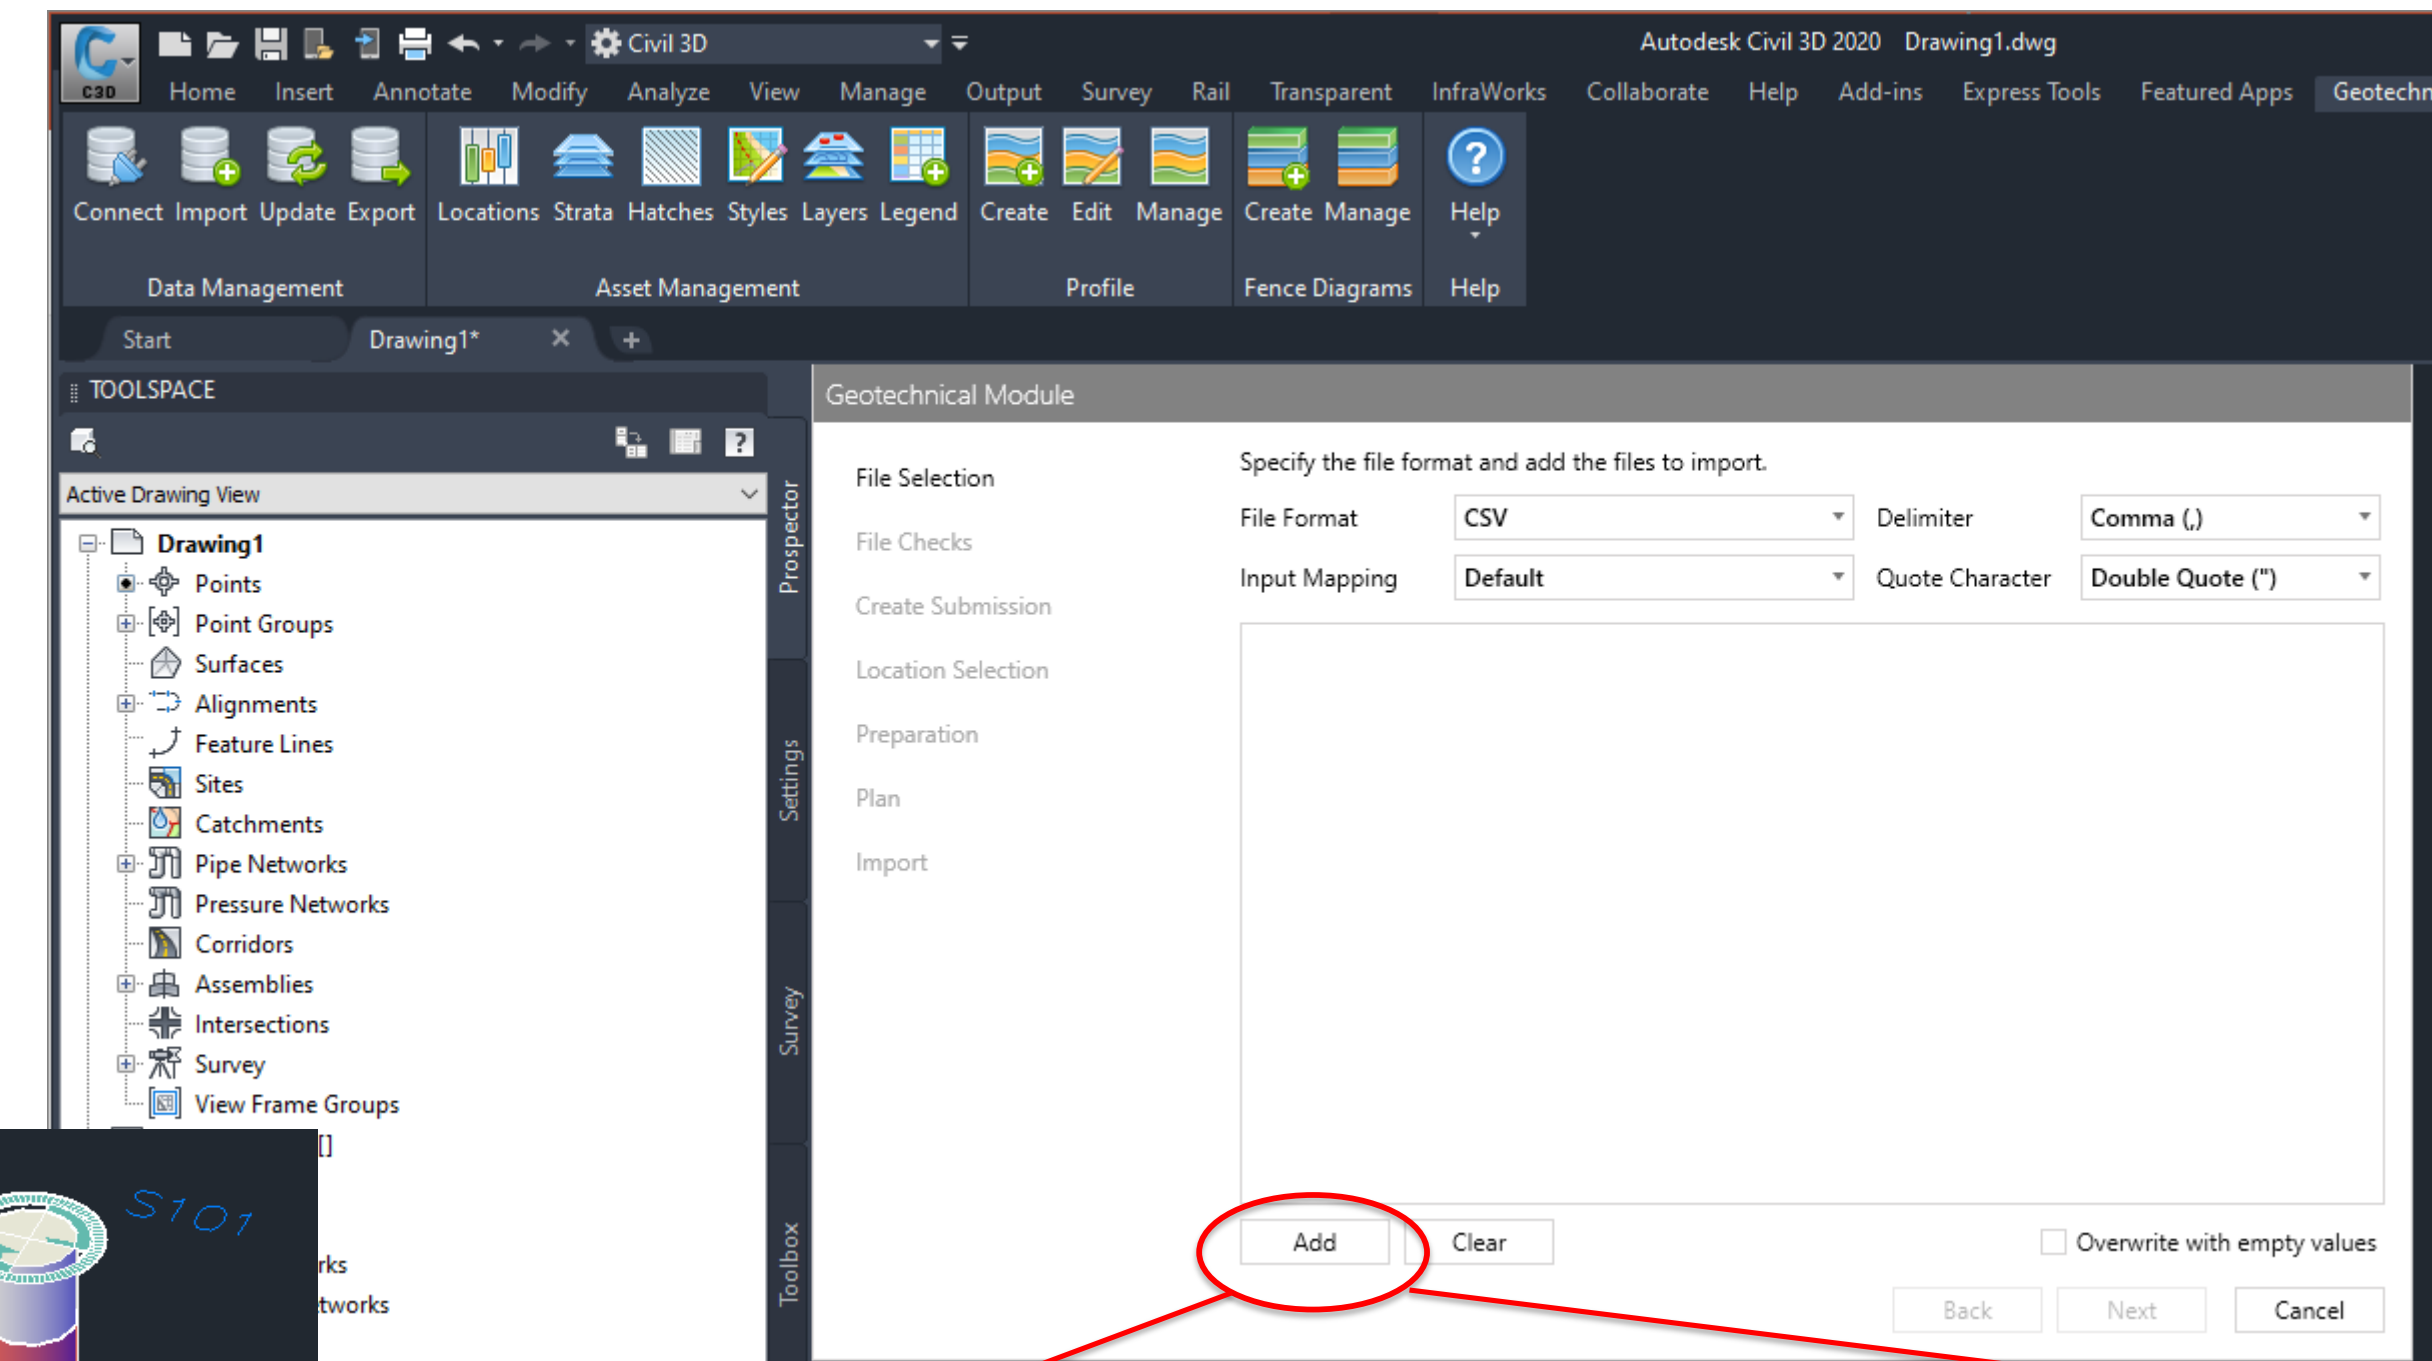 Civil 3D
Autodesk Civil 3D 2020 Drawing1.dwg
C3D Home Insert Annotate Modify Analyze View Manage Output Survey Rail Transparent InfraWorks Collaborate Help Add-ins Express Tools Featured Apps Geotechn
Connect Import Update Export Locations Strata Hatches Styles Layers Legend Create Edit Manage Create Manage Help
Data Management Asset Management Profile Fence Diagrams Help
Start Drawing1* +
TOOLSPACE
Active Drawing View
Drawing1
Points
Point Groups
Surfaces
Alignments
Feature Lines
Sites
Catchments
Pipe Networks
Pressure Networks
Corridors
Assemblies
Intersections
Survey
View Frame Groups
[]
rks
tworks
S101
Prospector
Settings
Survey
Toolbox
Geotechnical Module
File Selection
File Checks
Create Submission
Location Selection
Preparation
Plan
Import
Specify the file format and add the files to import.
File Format CSV Delimiter Comma (,)
Input Mapping Default Quote Character Double Quote (")
Add Clear Overwrite with empty values
Back Next Cancel